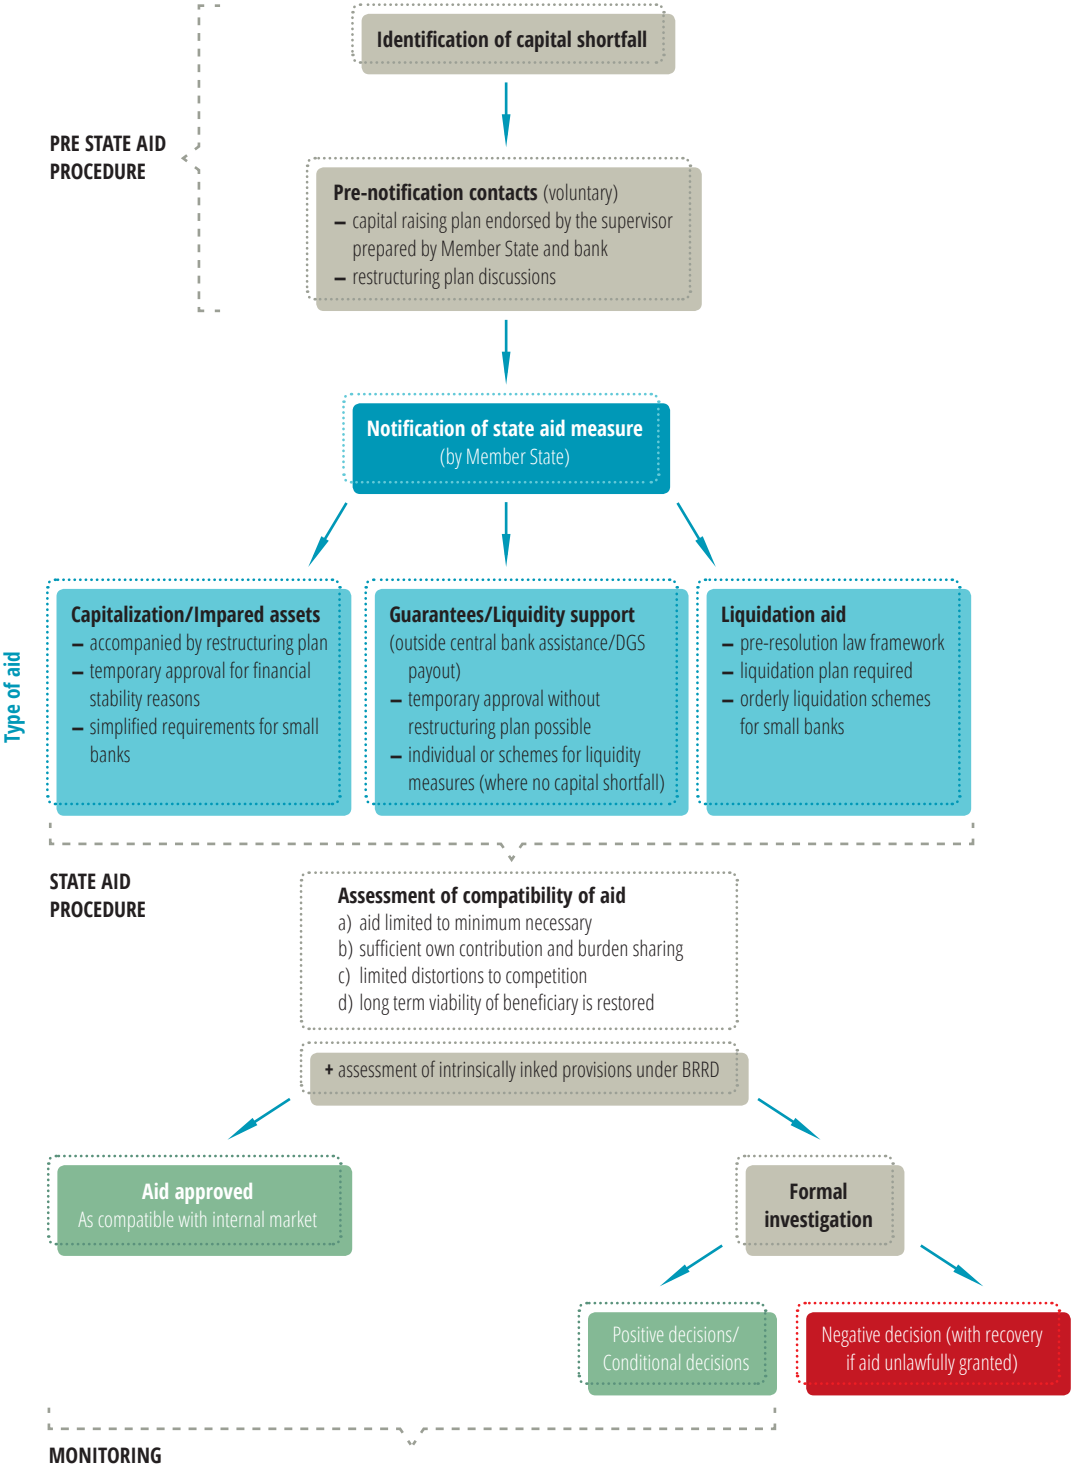 Identification of capital shortfall
PRE STATE AID
PROCEDURE
Pre-notification contacts (voluntary)
– capital raising plan endorsed by the supervisor
prepared by Member State and bank
– restructuring plan discussions
Notification of state aid measure
(by Member State)
Type of aid
Capitalization/Impared assets
– accompanied by restructuring plan
– temporary approval for financial
stability reasons
– simplified requirements for small
banks
Guarantees/Liquidity support
(outside central bank assistance/DGS
payout)
– temporary approval without
restructuring plan possible
– individual or schemes for liquidity
measures (where no capital shortfall)
Liquidation aid
– pre-resolution law framework
– liquidation plan required
– orderly liquidation schemes
for small banks
STATE AID
PROCEDURE
Assessment of compatibility of aid
a) aid limited to minimum necessary
b) sufficient own contribution and burden sharing
c) limited distortions to competition
d) long term viability of beneficiary is restored
+ assessment of intrinsically inked provisions under BRRD
Aid approved
As compatible with internal market
Formal
investigation
Positive decisions/
Conditional decisions
Negative decision (with recovery
if aid unlawfully granted)
MONITORING